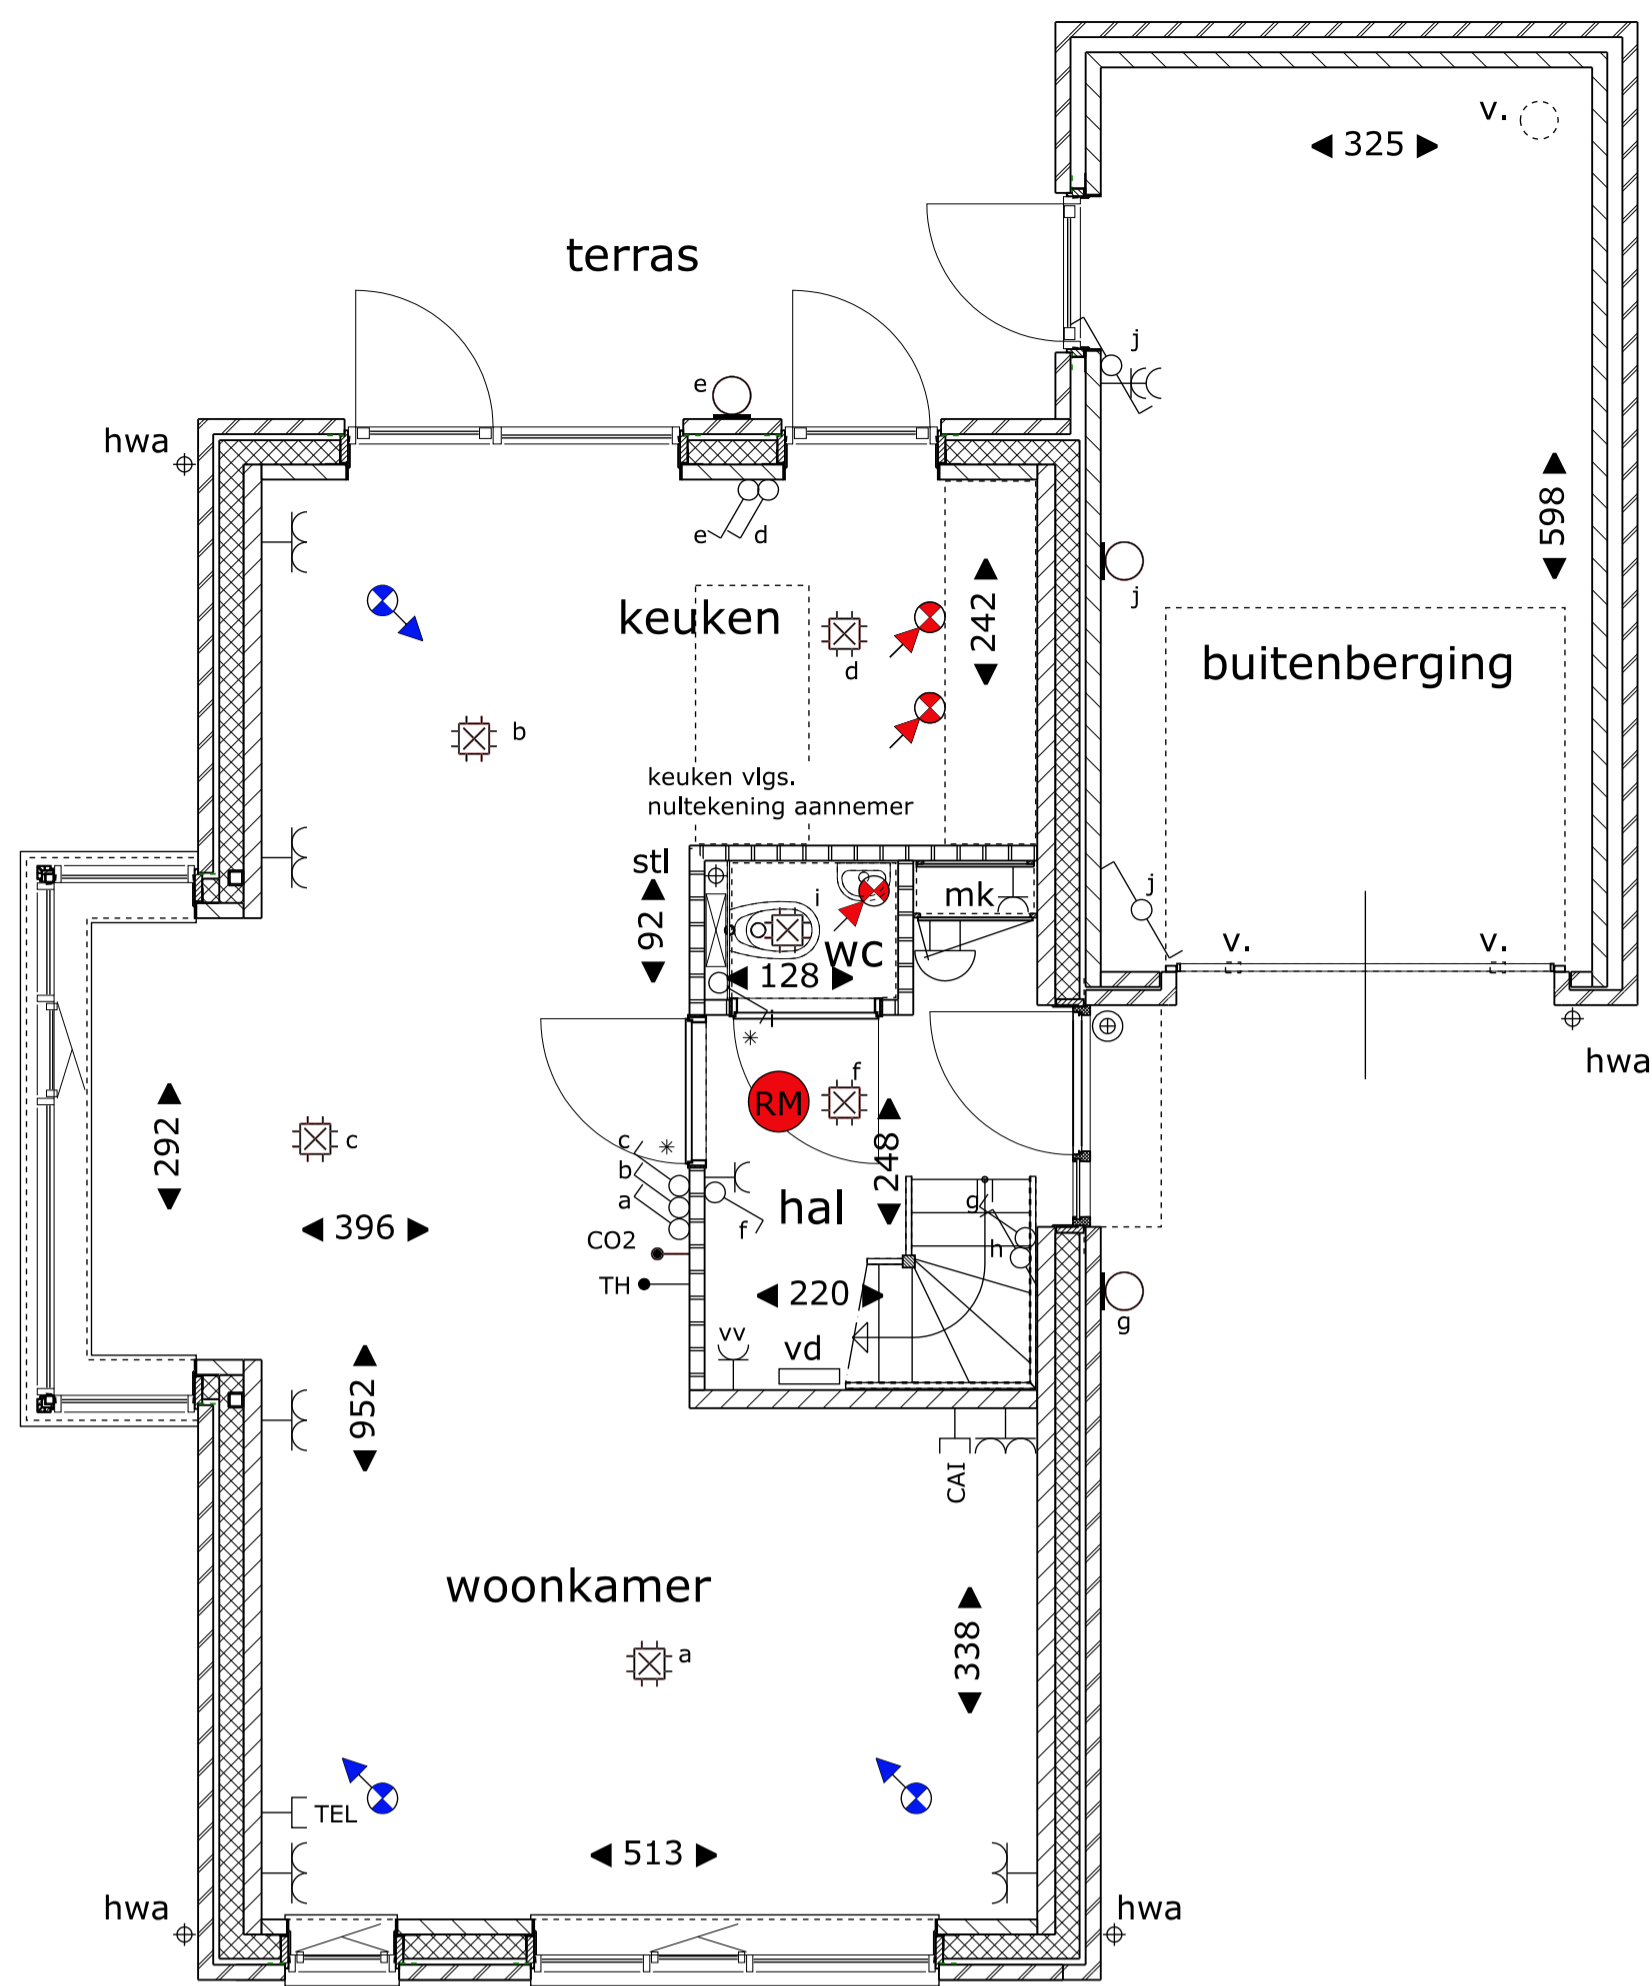 v.
325
terras
j
e
hwa
598
e
d
j
keuken
242
d
buitenberging
b
keuken vlgs.
nultekening aannemer
stl
i
mk
j
92
wc
v.
v.
128
i
hwa
f
RM
292
c
c
b
a
248
396
hal
g
f
CO2
h
TH
220
g
vv
vd
952
CAI
woonkamer
338
a
TEL
513
hwa
hwa